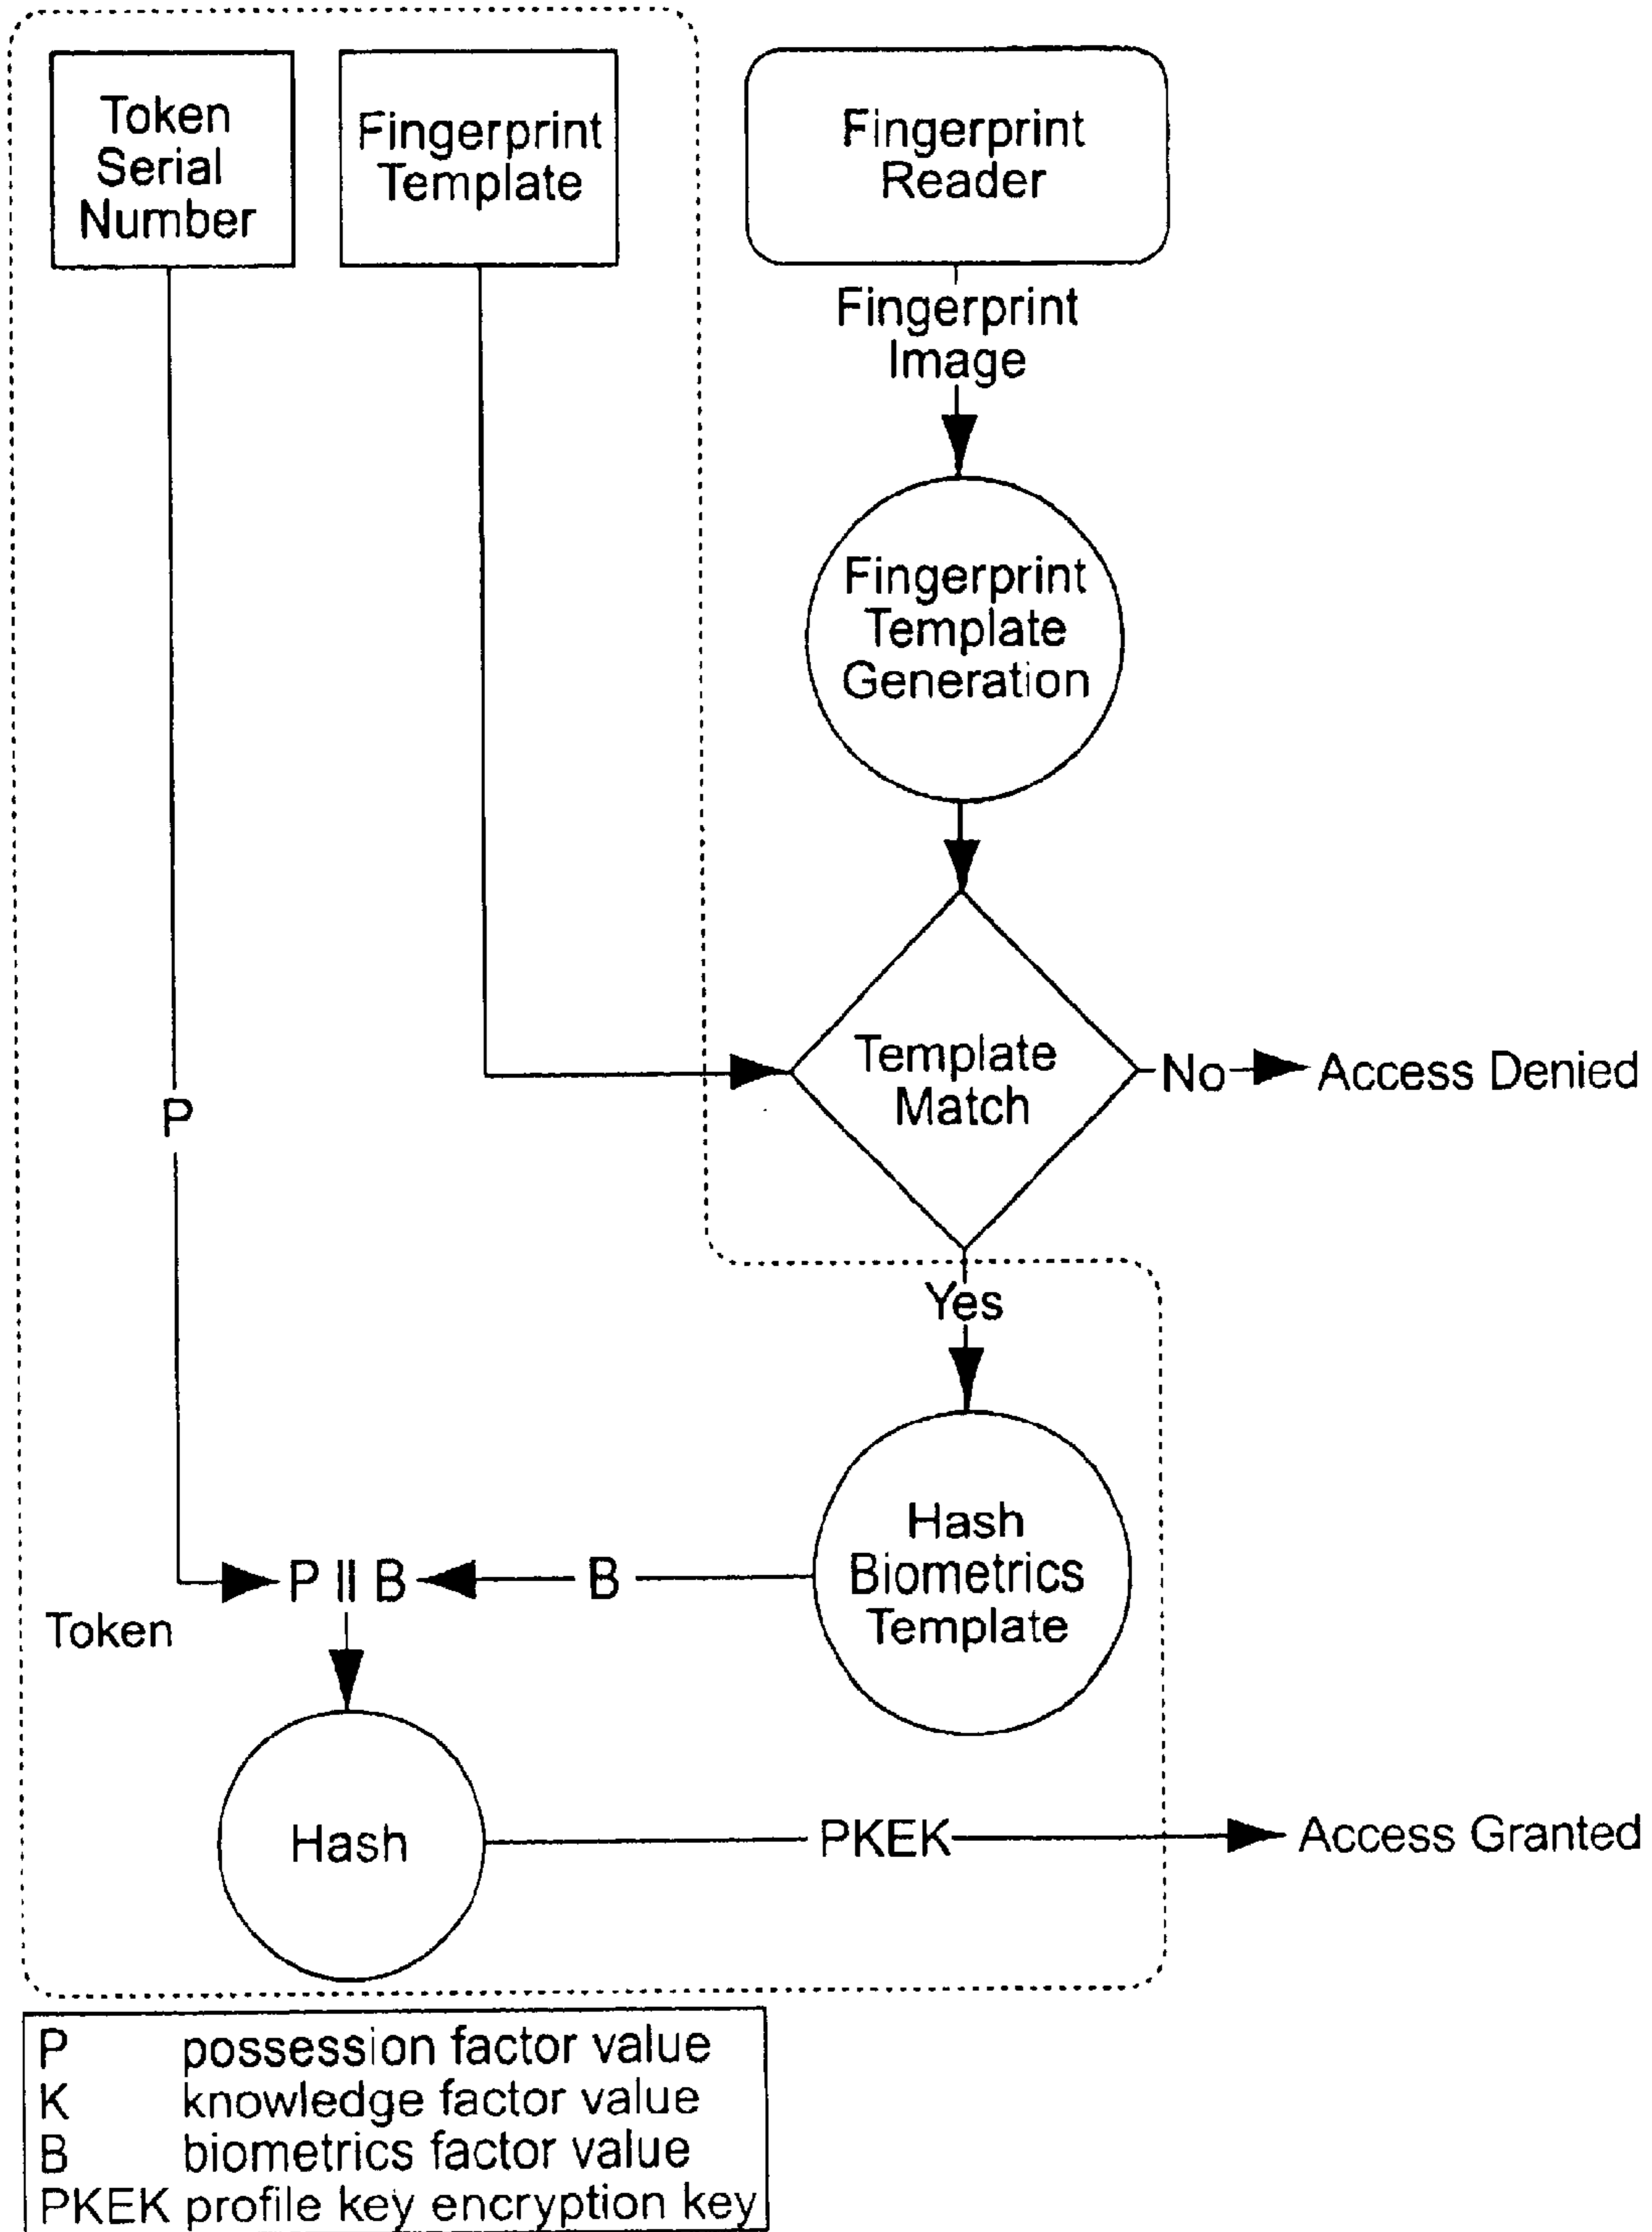 Token
Serial
Number
Fingerprint
Template
Fingerprint
Reader
Fingerprint
Image
Fingerprint
Template
Generation
Template
Match
No
Access Denied
P
Yes
Hash
Biometrics
Template
P || B
B
Token
Hash
PKEK
Access Granted
P possession factor value
K knowledge factor value
B biometrics factor value
PKEK profile key encryption key